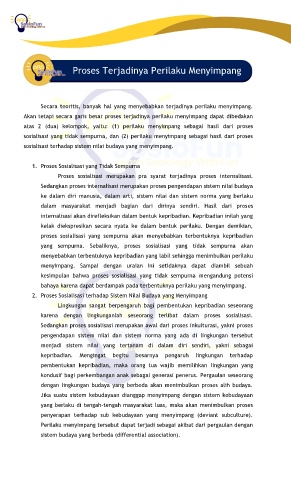 Proses Terjadinya Perilaku Menyimpang
Secara teoritis, banyak hal yang menyebabkan terjadinya perilaku menyimpang.
Akan tetapi secara garis besar proses terjadinya perilaku menyimpang dapat dibedakan
atas 2 (dua) kelompok, yaitu: (1) perilaku menyimpang sebagai hasil dari proses
sosialisasi yang tidak sempurna, dan (2) perilaku menyimpang sebagai hasil dari proses
sosialisasi terhadap sistem nilai budaya yang menyimpang.
1. Proses Sosialisasi yang Tidak Sempurna
Proses sosialisasi merupakan pra syarat terjadinya proses internalisasi.
Sedangkan proses internalisasi merupakan proses pengendapan sistem nilai budaya
ke dalam diri manusia, dalam arti, sistem nilai dan sistem norma yang berlaku
dalam masyarakat menjadi bagian dari dirinya sendiri. Hasil dari proses
internalisasi akan direfleksikan dalam bentuk kepribadian. Kepribadian inilah yang
kelak diekspresikan secara nyata ke dalam bentuk perilaku. Dengan demikian,
proses sosialisasi yang sempurna akan menyebabkan terbentuknya kepribadian
yang sempurna. Sebaliknya, proses sosialisasi yang tidak sempurna akan
menyebabkan terbentuknya kepribadian yang labil sehingga menimbulkan perilaku
menyimpang. Sampai dengan uraian ini setidaknya dapat diambil sebuah
kesimpulan bahwa proses sosialisasi yang tidak sempurna mengandung potensi
bahaya karena dapat berdampak pada terbentuknya perilaku yang menyimpang.
2. Proses Sosialisasi terhadap Sistem Nilai Budaya yang Menyimpang
Lingkungan sangat berpengaruh bagi pembentukan kepribadian seseorang
karena dengan lingkunganlah seseorang terlibat dalam proses sosialisasi.
Sedangkan proses sosialisasi merupakan awal dari proses inkulturasi, yakni proses
pengendapan sistem nilai dan sistem norma yang ada di lingkungan tersebut
menjadi sistem nilai yang tertanam di dalam diri sendiri, yakni sebagai
kepribadian. Mengingat begitu besarnya pengaruh lingkungan terhadap
pembentukan kepribadian, maka orang tua wajib memilihkan lingkungan yang
kondusif bagi perkembangan anak sebagai generasi penerus. Pergaulan seseorang
dengan lingkungan budaya yang berbeda akan menimbulkan proses alih budaya.
Jika suatu sistem kebudayaan dianggap menyimpang dengan sistem kebudayaan
yang berlaku di tengah-tengah masyarakat luas, maka akan menimbulkan proses
penyerapan terhadap sub kebudayaan yang menyimpang (deviant subculture).
Perilaku menyimpang tersebut dapat terjadi sebagai akibat dari pergaulan dengan
sistem budaya yang berbeda (differential association).